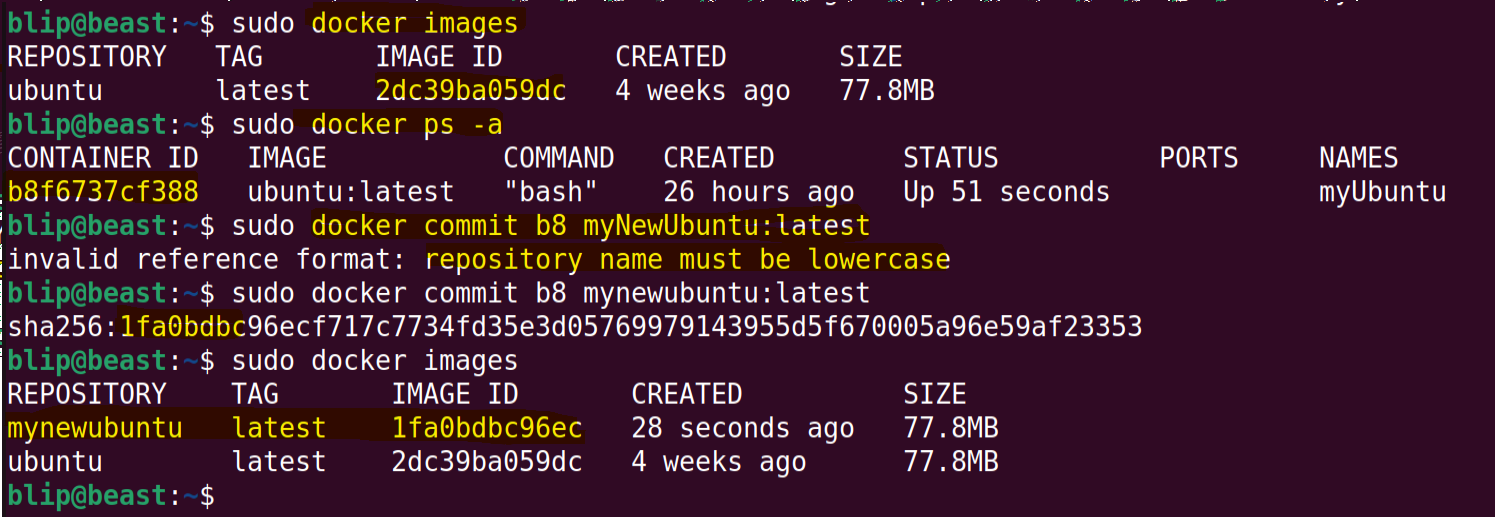 blip@beast:~$ sudo docker images
REPOSITORY   TAG       IMAGE ID       CREATED       SIZE
ubuntu       latest    2dc39ba059dc   4 weeks ago   77.8MB
blip@beast:~$ sudo docker ps -a
CONTAINER ID   IMAGE           COMMAND   CREATED        STATUS          PORTS     NAMES
b8f6737cf388   ubuntu:latest   "bash"    26 hours ago   Up 51 seconds             myUbuntu
blip@beast:~$ sudo docker commit b8 myNewUbuntu:latest
invalid reference format: repository name must be lowercase
blip@beast:~$ sudo docker commit b8 mynewubuntu:latest
sha256:1fa0bdbc96ecf717c7734fd35e3d05769979143955d5f670005a96e59af23353
blip@beast:~$ sudo docker images
REPOSITORY    TAG       IMAGE ID       CREATED          SIZE
mynewubuntu   latest    1fa0bdbc96ec   28 seconds ago   77.8MB
ubuntu        latest    2dc39ba059dc   4 weeks ago      77.8MB
blip@beast:~$